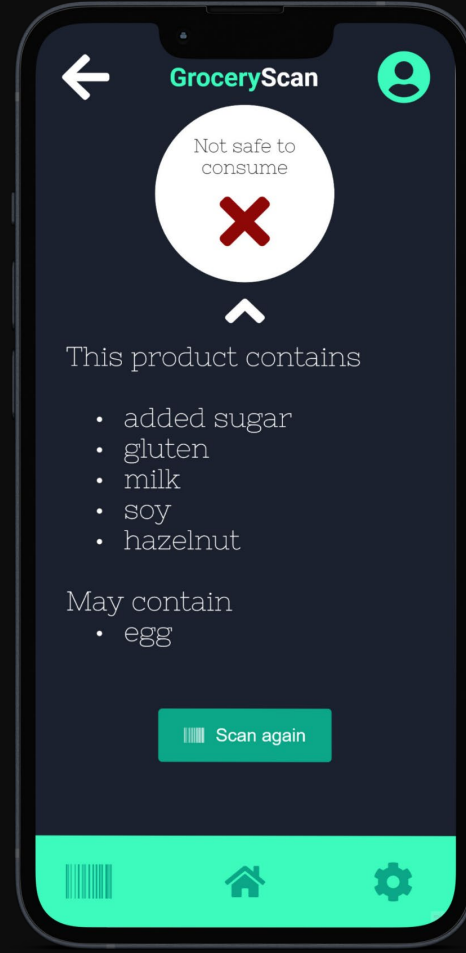 GroceryScan
Not safe to
consume
This product contains
• added sugar
• gluten
• milk
• soy
• hazelnut
May contain
• egg
Scan again